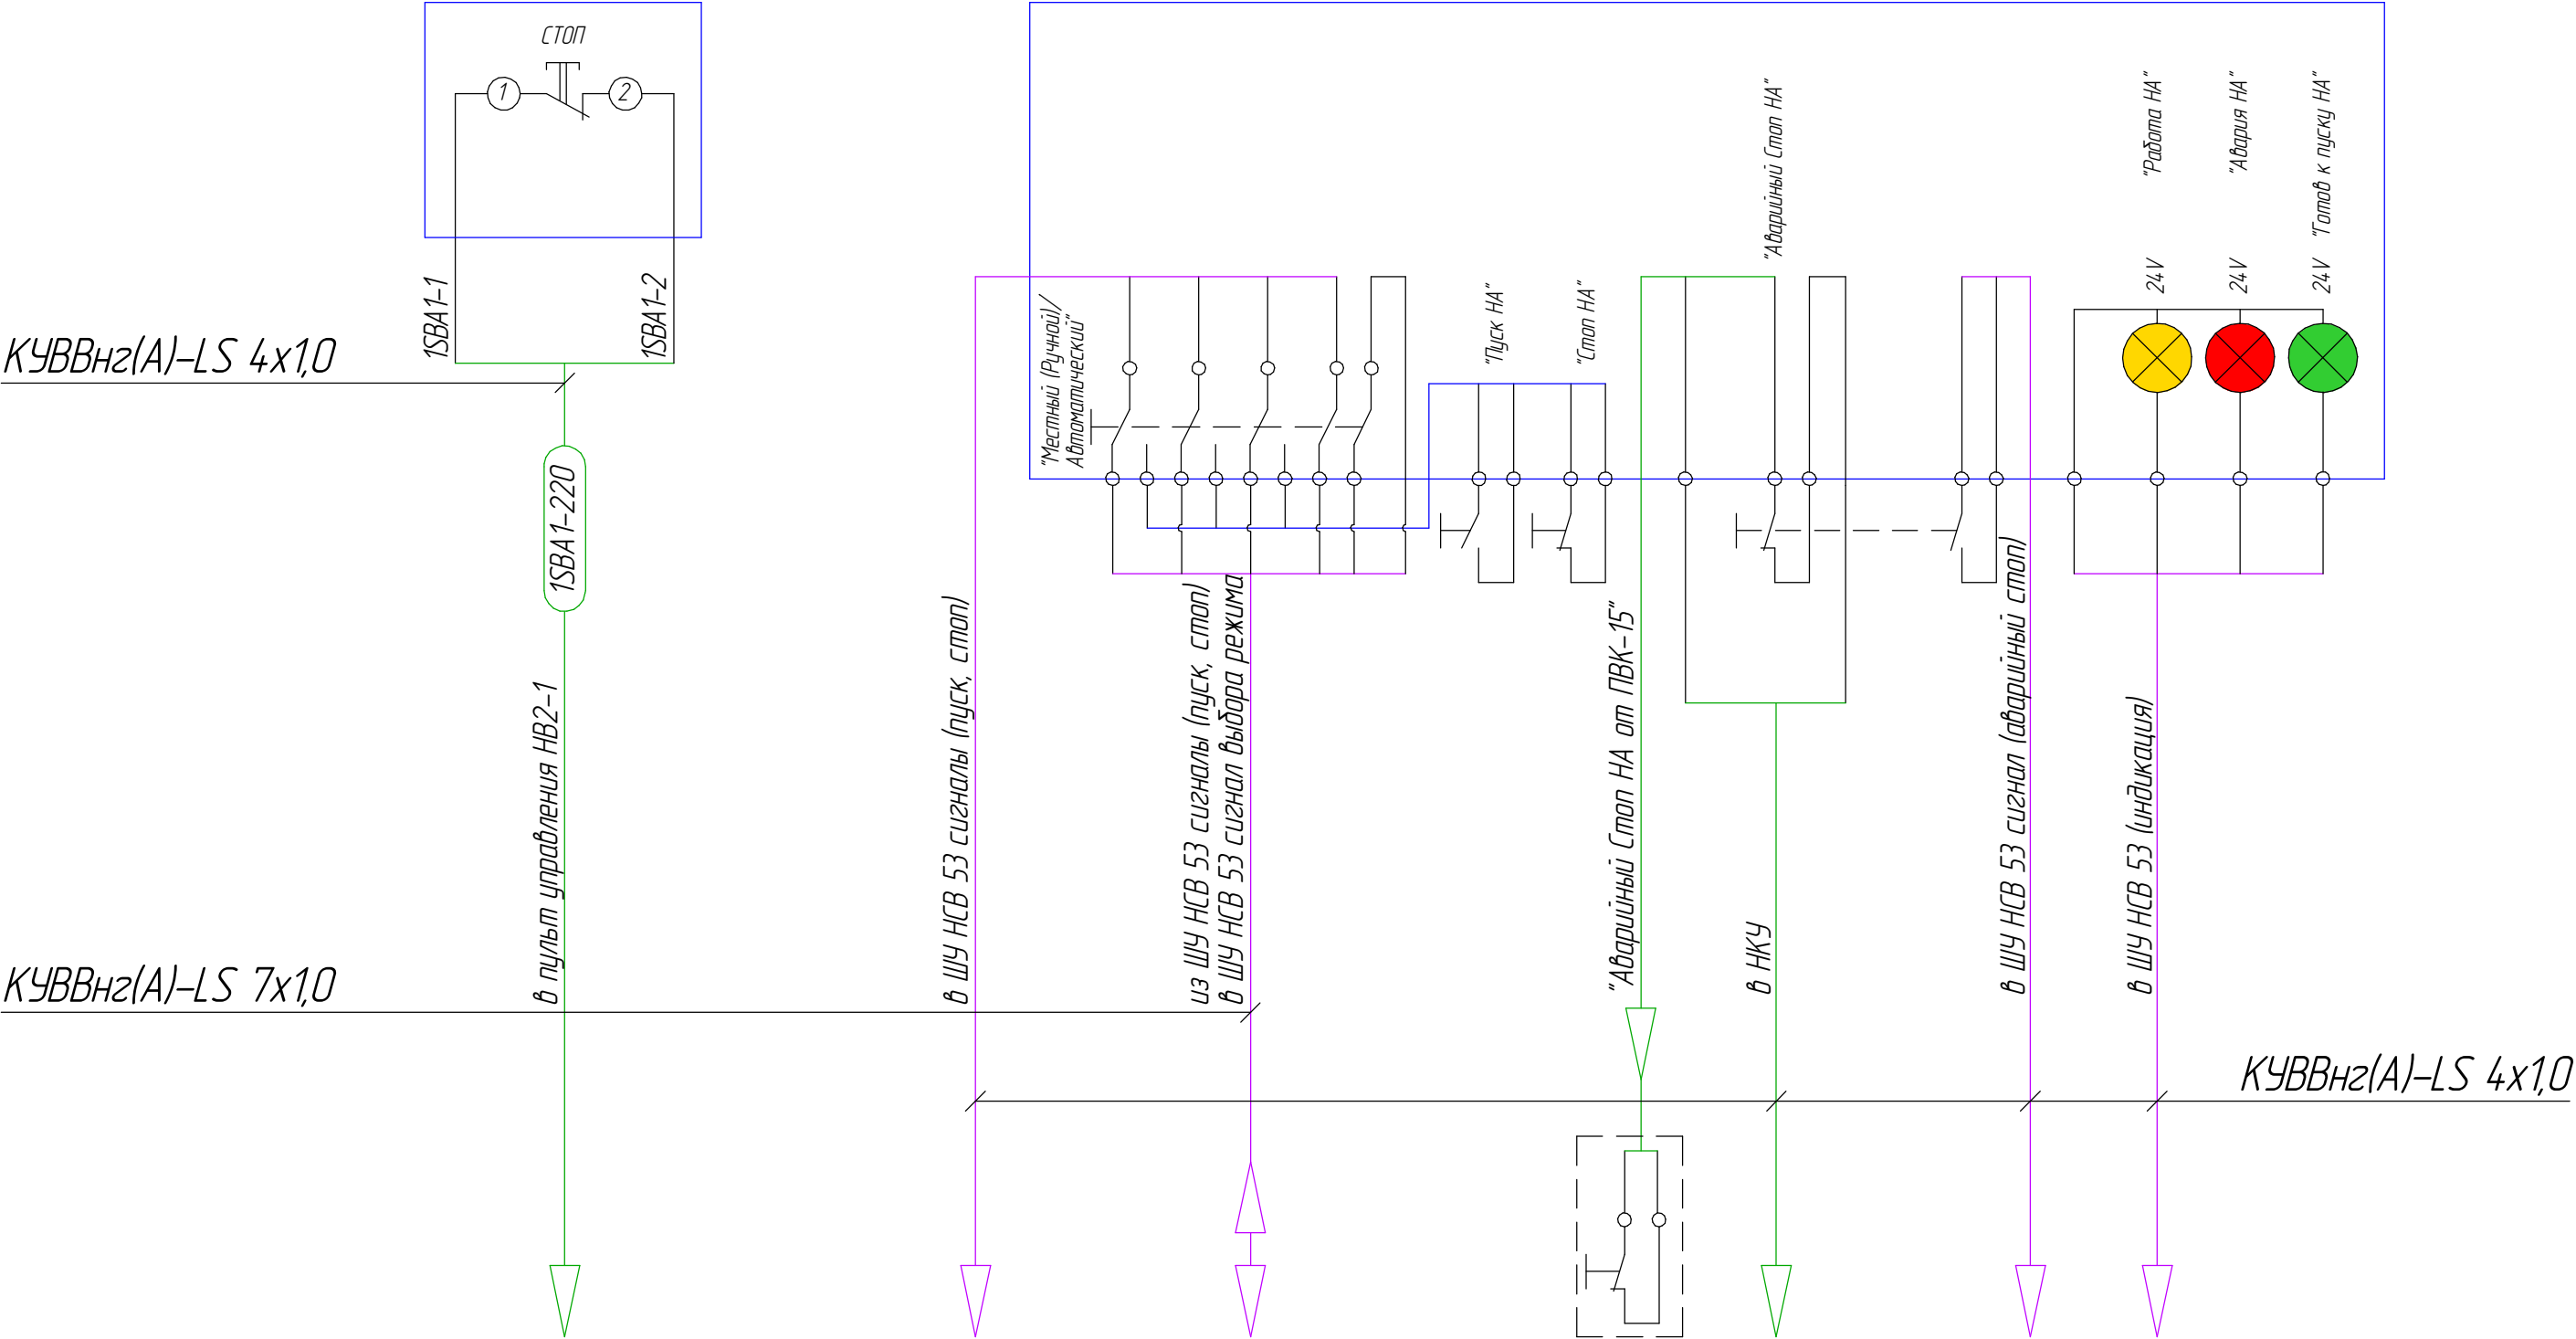 СТОП
1
2
1SBA1-1
1SBA1-2
КУВВнг(А)-LS 4х1,0
1SBA1-220
в пульт управления НВ2-1
КУВВнг(А)-LS 7х1,0
"Местный (Ручной)/
Автоматический"
"Пуск НА"
"Стоп НА"
"Аварийный Стоп НА"
"Работа НА"
"Авария НА"
"Готов к пуску НА"
24V
24V
24V
в ШУ НСВ 53 сигналы (пуск, стоп)
из ШУ НСВ 53 сигналы (пуск, стоп)
в ШУ НСВ 53 сигнал выбора режима
"Аварийный Стоп НА от ПВК-15"
в НКУ
в ШУ НСВ 53 сигнал (аварийный стоп)
в ШУ НСВ 53 (индикация)
КУВВнг(А)-LS 4х1,0